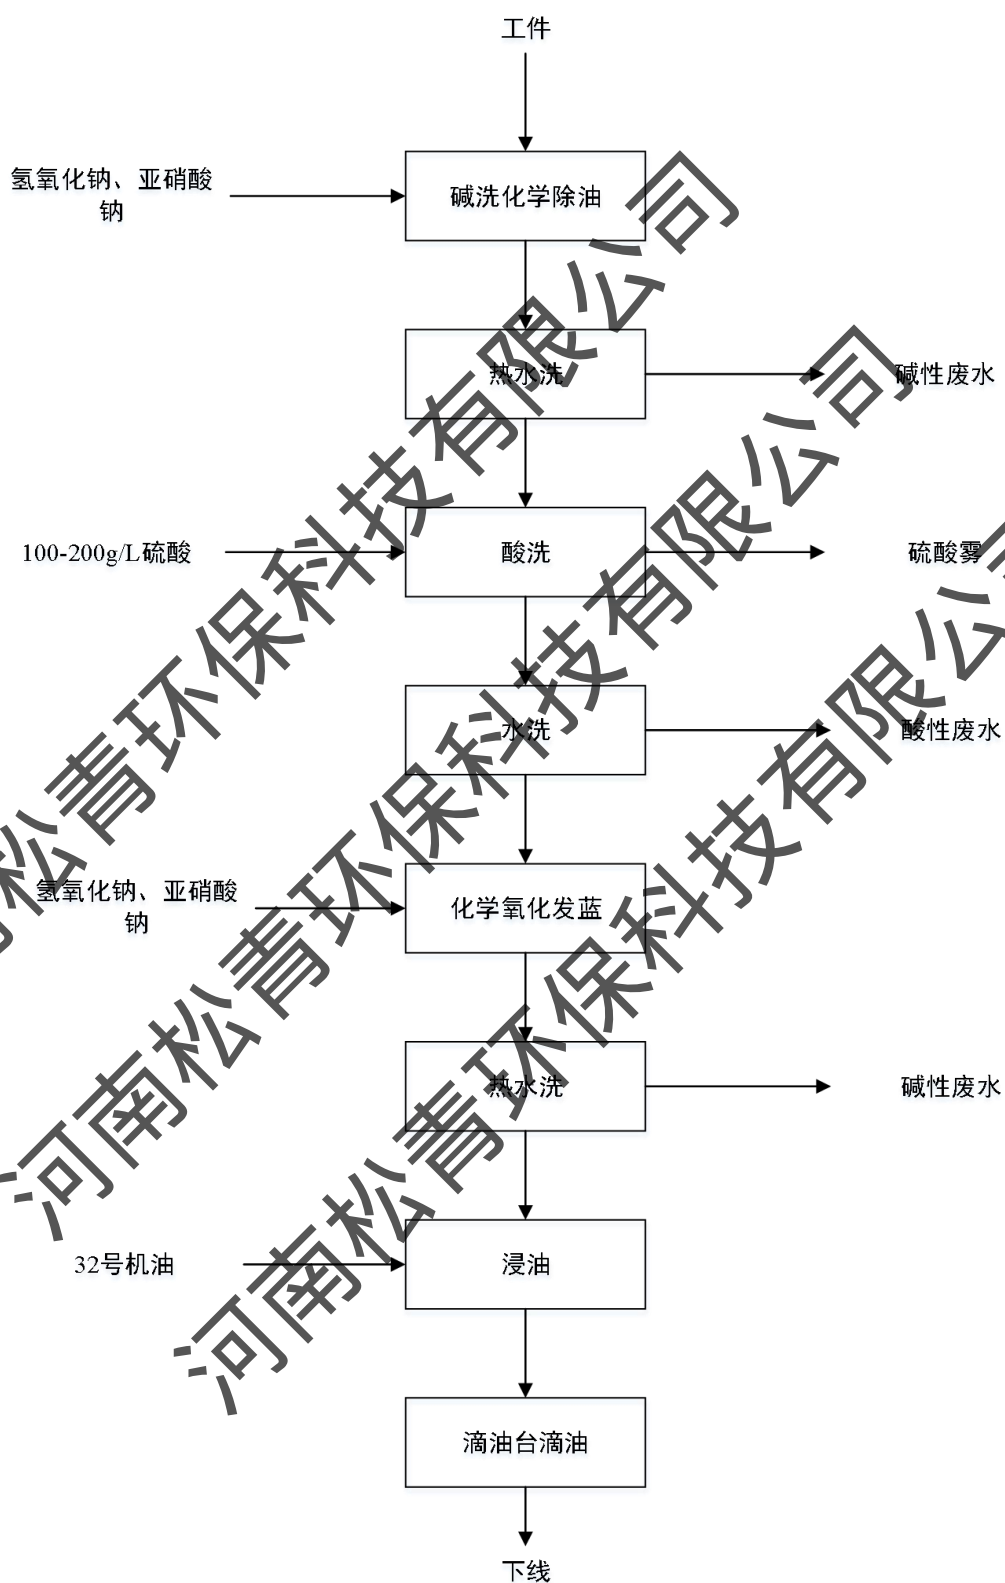 工件
氢氧化钠、亚硝酸
钠
碱洗化学除油
热水洗
碱性废水
100-200g/L硫酸
酸洗
硫酸雾
水洗
酸性废水
氢氧化钠、亚硝酸
钠
化学氧化发蓝
热水洗
碱性废水
32号机油
浸油
滴油台滴油
下线
南松青环保科技有限公司
河南松青环保科技有限公司
河南松青环保科技有限公